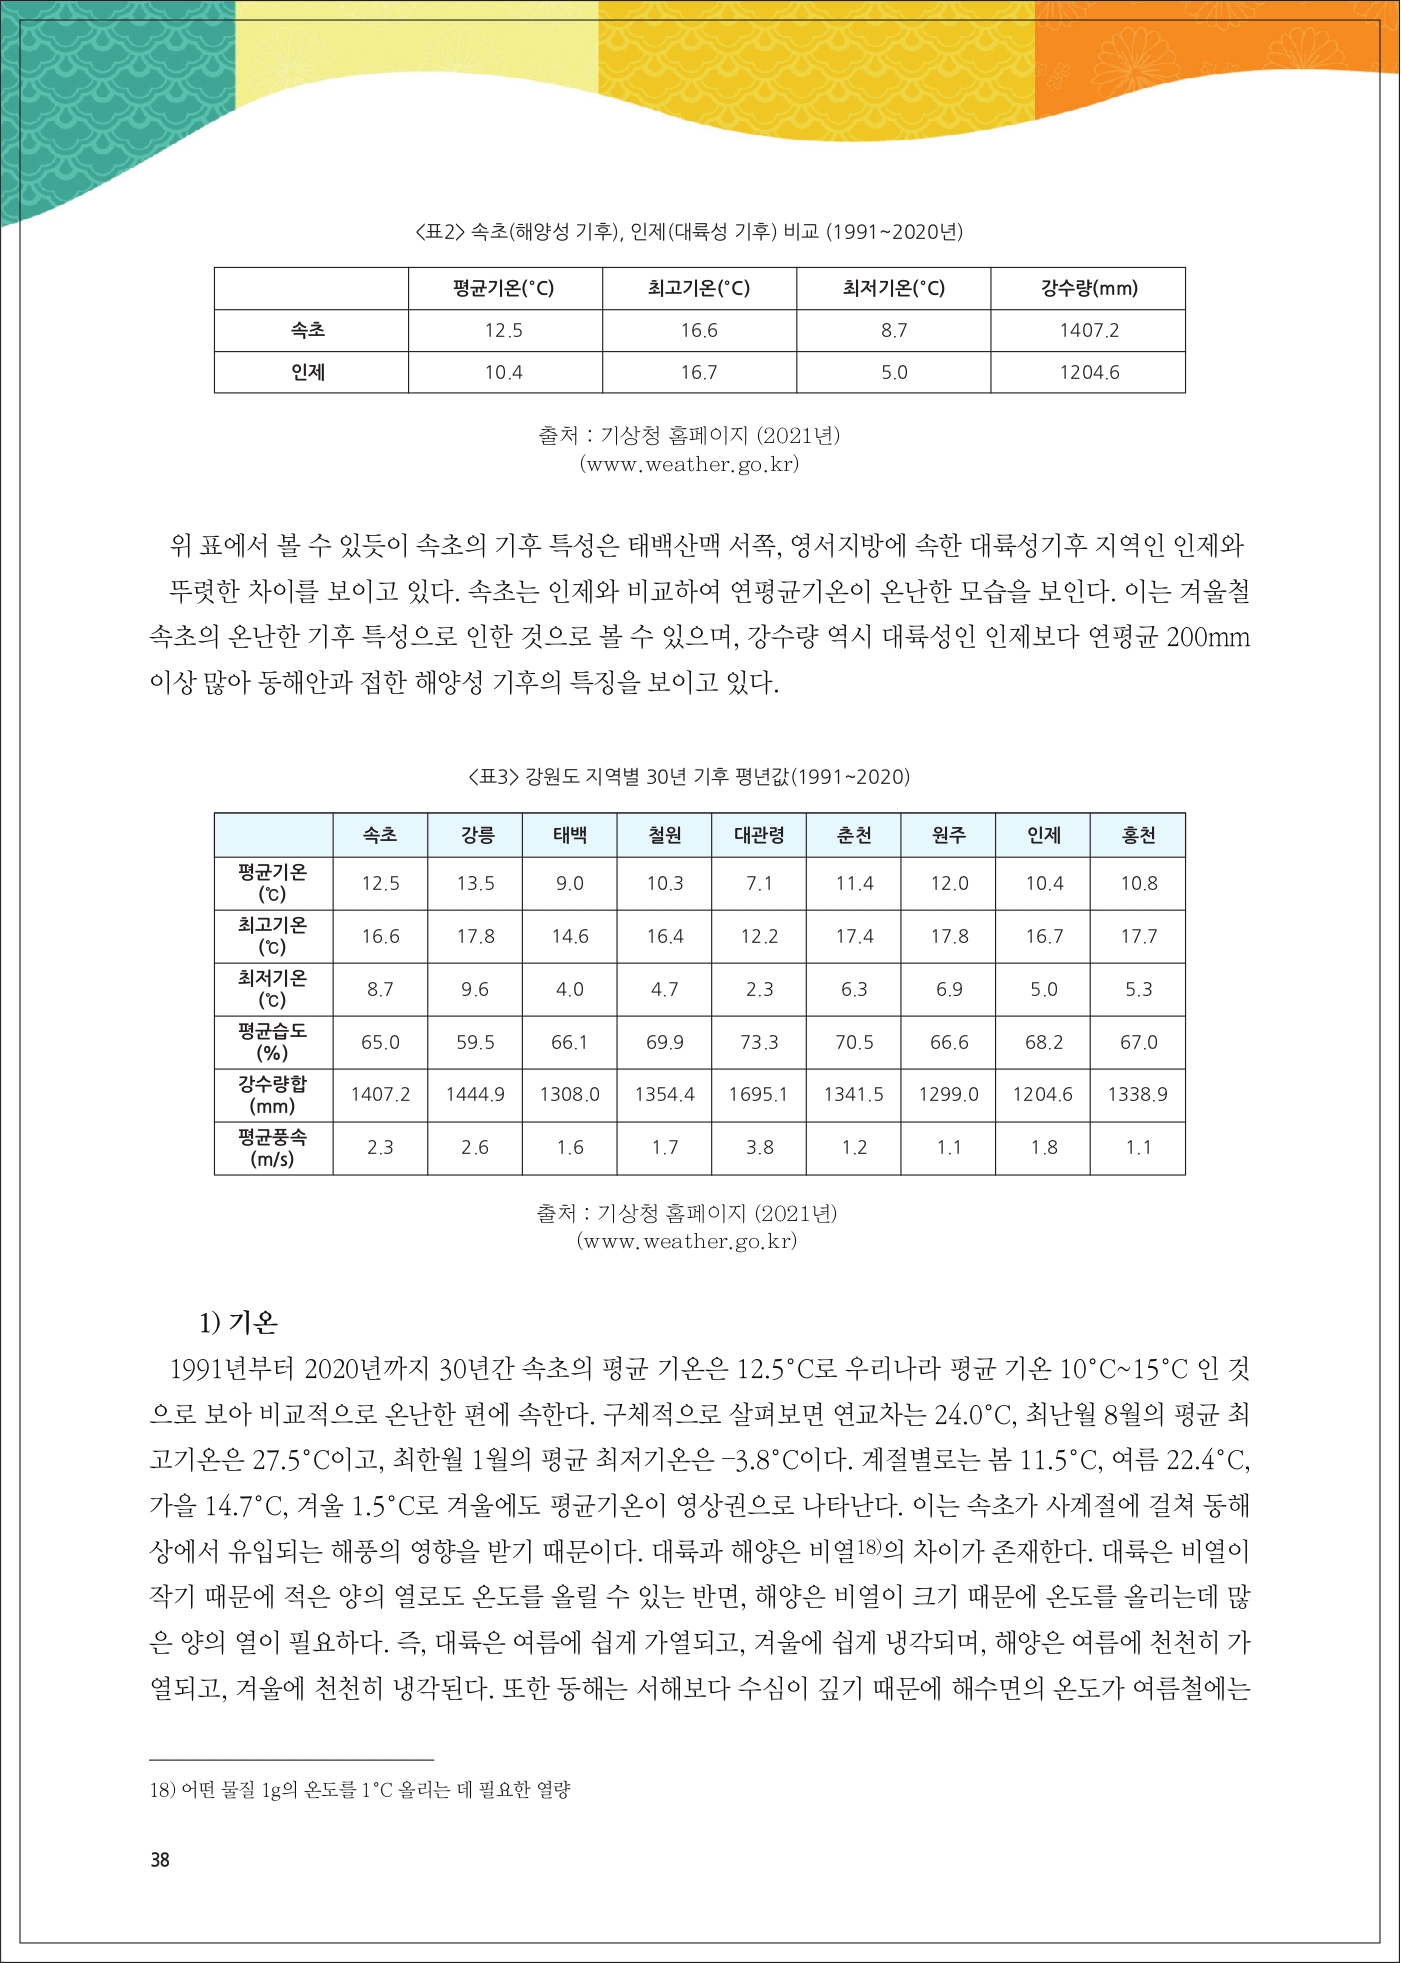 <표2> 속초(해양성 기후), 인제(대륙성 기후) 비교 (1991~2020년)
평균기온(°C) 최고기온(°C) 최저기온(°C) 강수량(mm)
속초 12.5 16.6 8.7 1407.2
인제 10.4 16.7 5.0 1204.6
출처 : 기상청 홈페이지 (2021년)
(www.weather.go.kr)
위 표에서 볼 수 있듯이 속초의 기후 특성은 태백산맥 서쪽, 영서지방에 속한 대륙성기후 지역인 인제와
뚜렷한 차이를 보이고 있다. 속초는 인제와 비교하여 연평균기온이 온난한 모습을 보인다. 이는 겨울철
속초의 온난한 기후 특성으로 인한 것으로 볼 수 있으며, 강수량 역시 대륙성인 인제보다 연평균 200mm
이상 많아 동해안과 접한 해양성 기후의 특징을 보이고 있다.
<표3> 강원도 지역별 30년 기후 평년값(1991~2020)
속초 강릉 태백 철원 대관령 춘천 원주 인제 홍천
평균기온
(℃) 12.5 13.5 9.0 10.3 7.1 11.4 12.0 10.4 10.8
최고기온
(℃) 16.6 17.8 14.6 16.4 12.2 17.4 17.8 16.7 17.7
최저기온
(℃) 8.7 9.6 4.0 4.7 2.3 6.3 6.9 5.0 5.3
평균습도
(%) 65.0 59.5 66.1 69.9 73.3 70.5 66.6 68.2 67.0
강수량합
(mm) 1407.2 1444.9 1308.0 1354.4 1695.1 1341.5 1299.0 1204.6 1338.9
평균풍속
(m/s) 2.3 2.6 1.6 1.7 3.8 1.2 1.1 1.8 1.1
출처 : 기상청 홈페이지 (2021년)
(www.weather.go.kr)
1) 기온
1991년부터 2020년까지 30년간 속초의 평균 기온은 12.5°C로 우리나라 평균 기온 10°C~15°C 인 것
으로 보아 비교적으로 온난한 편에 속한다. 구체적으로 살펴보면 연교차는 24.0°C, 최난월 8월의 평균 최
고기온은 27.5°C이고, 최한월 1월의 평균 최저기온은 -3.8°C이다. 계절별로는 봄 11.5°C, 여름 22.4°C,
가을 14.7°C, 겨울 1.5°C로 겨울에도 평균기온이 영상권으로 나타난다. 이는 속초가 사계절에 걸쳐 동해
상에서 유입되는 해풍의 영향을 받기 때문이다. 대륙과 해양은 비열18)의 차이가 존재한다. 대륙은 비열이
작기 때문에 적은 양의 열로도 온도를 올릴 수 있는 반면, 해양은 비열이 크기 때문에 온도를 올리는데 많
은 양의 열이 필요하다. 즉, 대륙은 여름에 쉽게 가열되고, 겨울에 쉽게 냉각되며, 해양은 여름에 천천히 가
열되고, 겨울에 천천히 냉각된다. 또한 동해는 서해보다 수심이 깊기 때문에 해수면의 온도가 여름철에는
18) 어떤 물질 1g의 온도를 1°C 올리는 데 필요한 열량
38